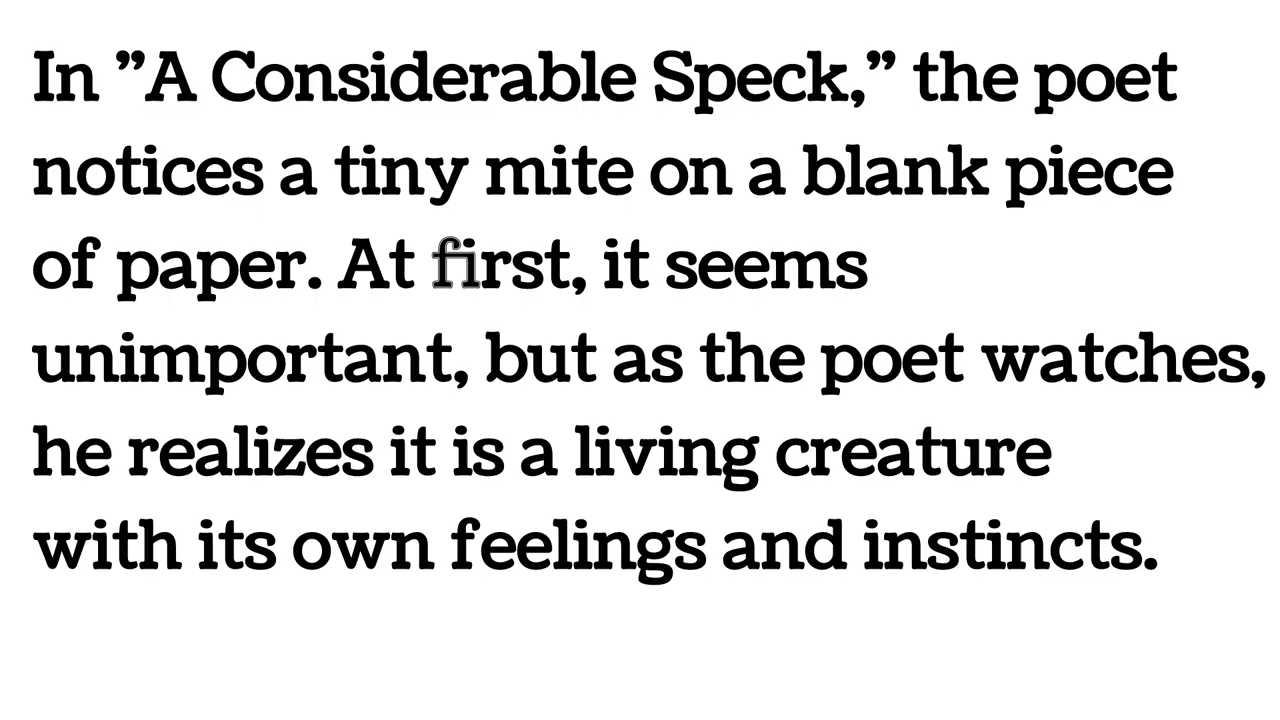 In ”A Considerable Speck,” the poet
notices a tiny mite on a blank piece
of paper. At first, it seems
unimportant, but as the poet watches,
he realizes it is a living creature
with its own feelings and instincts.